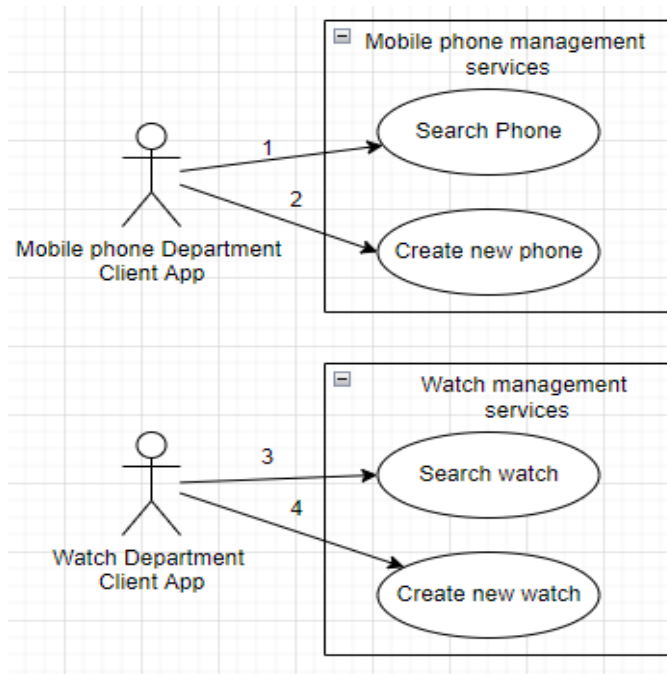 Mobile phone management
services
Search Phone
1
2
Create new phone
Mobile phone Department
Client App
Watch management
services
Search watch
3
4
Create new watch
Watch Department
Client App